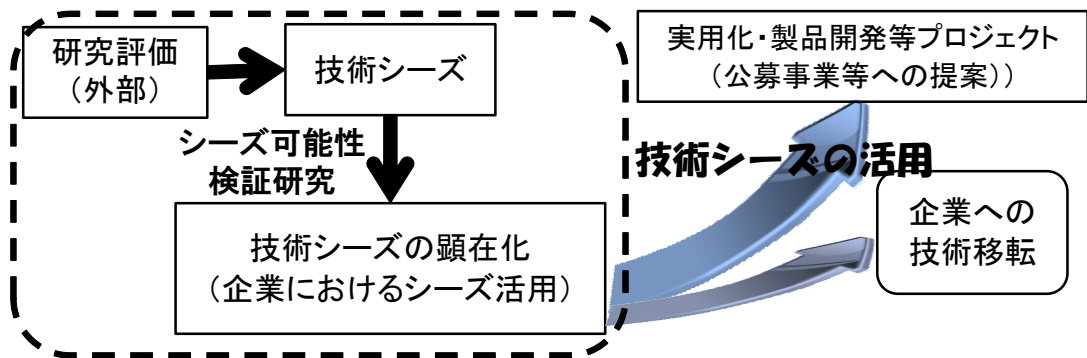 研究評価
（外部）
技術シーズ
シーズ可能性
検証研究
技術シーズの顕在化
（企業におけるシーズ活用）
実用化・製品開発等プロジェクト
（公募事業等への提案））
技術シーズの活用
企業への
技術移転